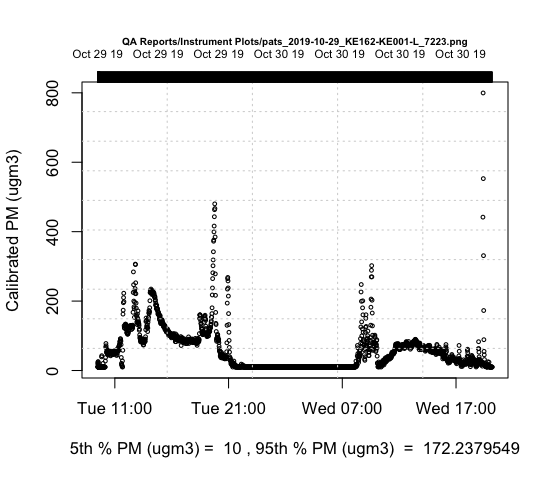 QA Reports/Instrument Plots/pats_2019-10-29_KE162-KE001-L_7223.png
Oct 29 19 Oct 29 19 Oct 29 19 Oct 30 19 Oct 30 19 Oct 30 19 Oct 30 19
800
600
400
200
0
Calibrated PM (ugm3)
Tue 11:00 Tue 21:00 Wed 07:00 Wed 17:00
5th % PM (ugm3) = 10 , 95th % PM (ugm3) = 172.2379549